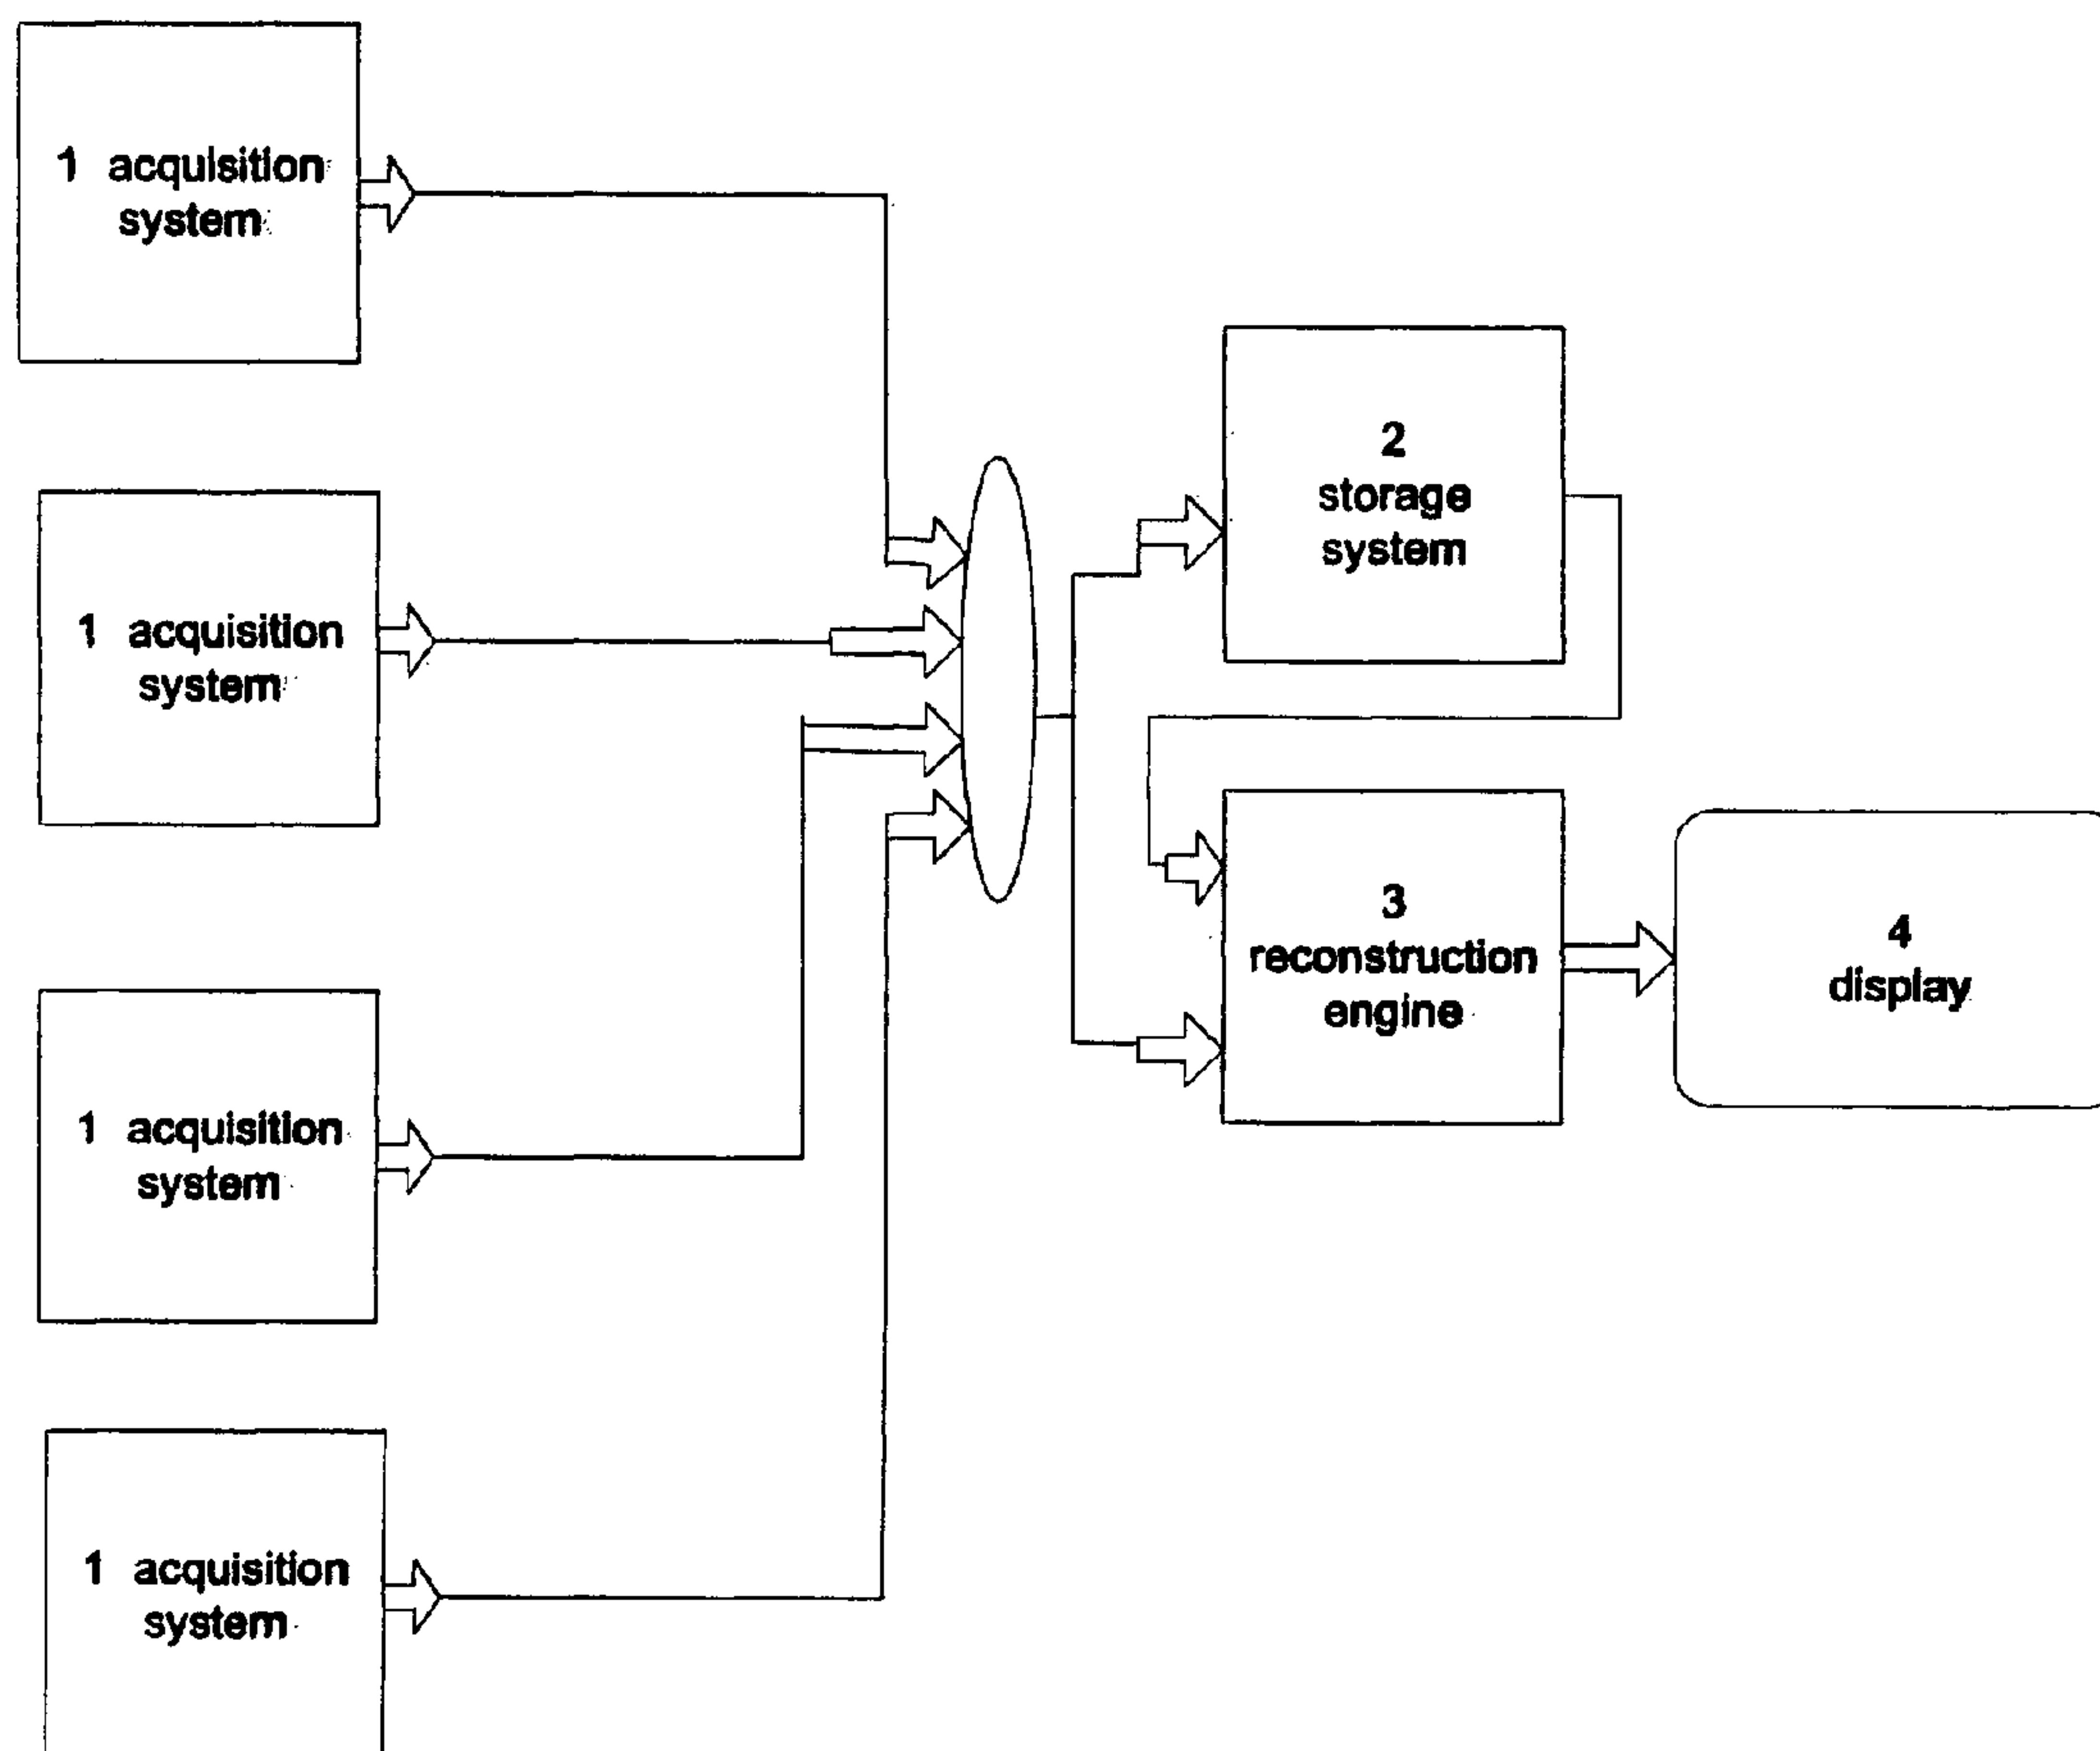 1 acquisition
system
1 acquisition
system
1 acquisition
system
1 acquisition
system
2
storage
system
3
reconstruction
engine
4
display